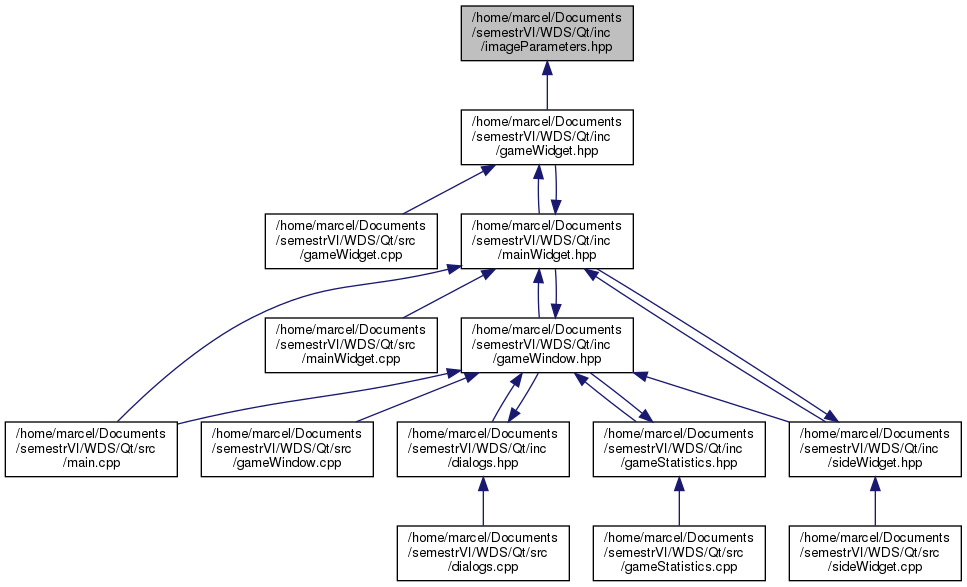 /home/marcel/Documents
/semestrVI/WDS/Qt/inc
/imageParameters.hpp
/home/marcel/Documents
/semestrVI/WDS/Qt/inc
/gameWidget.hpp
/home/marcel/Documents
/semestrVI/WDS/Qt/src
/gameWidget.cpp
/home/marcel/Documents
/semestrVI/WDS/Qt/inc
/mainWidget.hpp
/home/marcel/Documents
/semestrVI/WDS/Qt/src
/mainWidget.cpp
/home/marcel/Documents
/semestrVI/WDS/Qt/inc
/gameWindow.hpp
/home/marcel/Documents
/semestrVI/WDS/Qt/src
/main.cpp
/home/marcel/Documents
/semestrVI/WDS/Qt/src
/gameWindow.cpp
/home/marcel/Documents
/semestrVI/WDS/Qt/inc
/dialogs.hpp
/home/marcel/Documents
/semestrVI/WDS/Qt/inc
/gameStatistics.hpp
/home/marcel/Documents
/semestrVI/WDS/Qt/inc
/sideWidget.hpp
/home/marcel/Documents
/semestrVI/WDS/Qt/src
/dialogs.cpp
/home/marcel/Documents
/semestrVI/WDS/Qt/src
/gameStatistics.cpp
/home/marcel/Documents
/semestrVI/WDS/Qt/src
/sideWidget.cpp